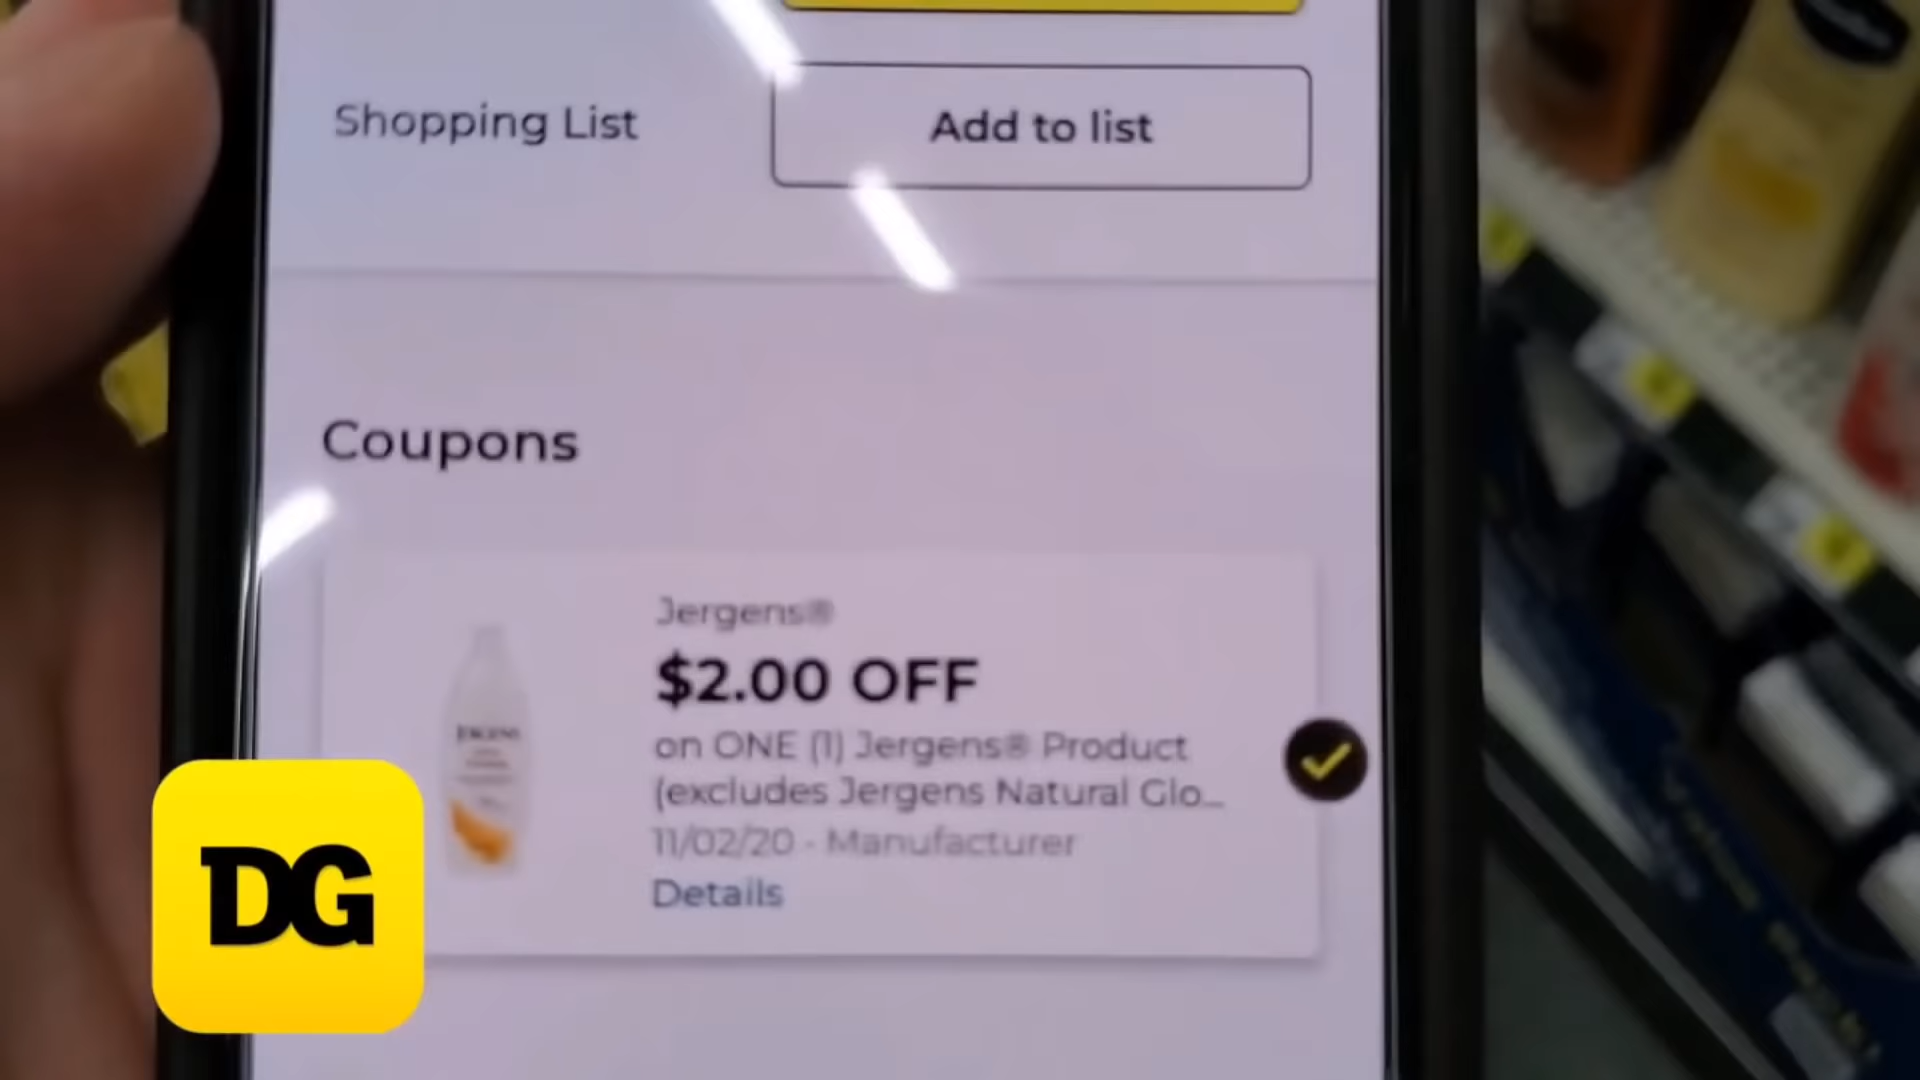 Shopping List
Add to list
Coupons
Jergens®
$2.00 OFF
on ONE (1) Jergens® Product
(excludes Jergens Natural Glo...
11/02/20 - Manufacturer
Details
JERGENS
DG